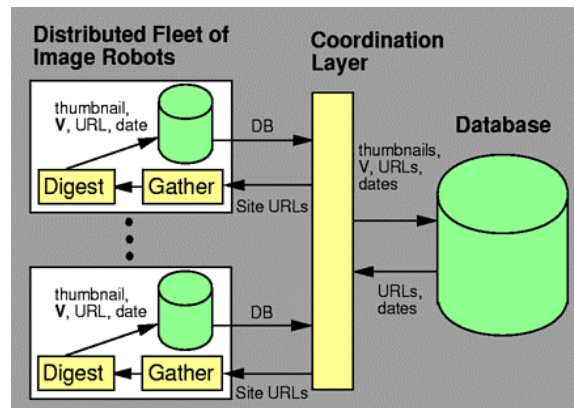 Distributed Fleet of
Image Robots
Coordination
Layer
Database
thumbnail,
V, URL, date
DB
Digest
Gather
Site URLs
thumbnails,
V, URLs,
dates
URLs,
dates
thumbnail,
V, URL, date
DB
Digest
Gather
Site URLs